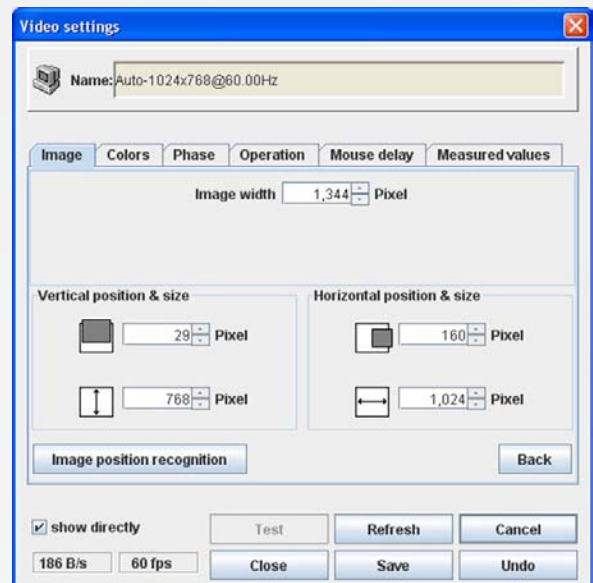 Video settings
Name: Auto-1024x768@60.00Hz
Image Colors Phase Operation Mouse delay Measured values
Image width 1,344 Pixel
Vertical position & size
29 Pixel
768 Pixel
Horizontal position & size
160 Pixel
1,024 Pixel
Image position recognition Back
show directly Test Refresh Cancel
186 B/s 60 fps Close Save Undo